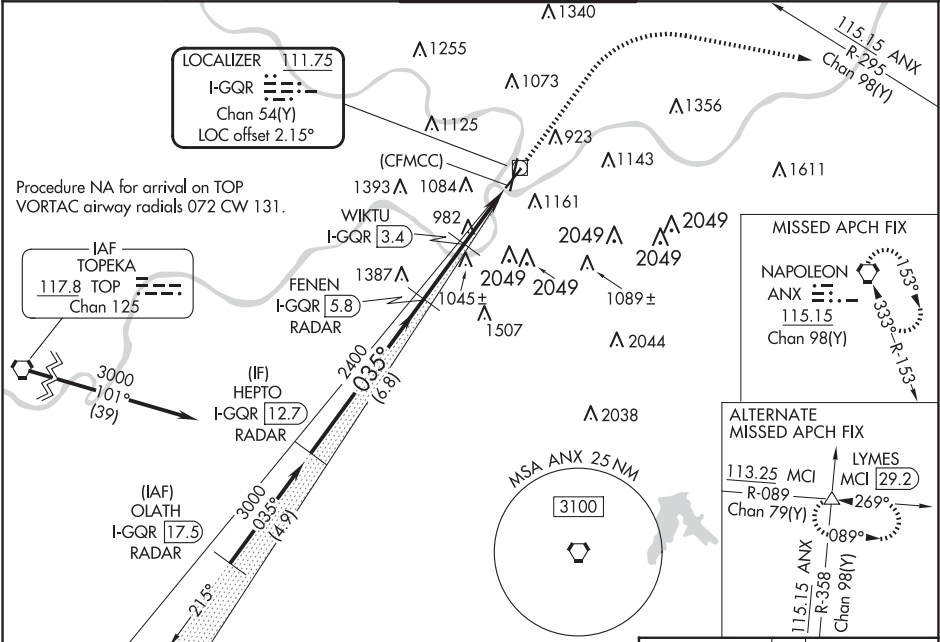 1340
1255
1073
1356
1125
923
1143
1611
115.15 ANX
R-295
Chan 98(Y)
LOCALIZER 111.75
I-GQR
Chan 54(Y)
LOC offset 2.15°
(CFMCC)
Procedure NA for arrival on TOP
VORTAC airway radials 072 CW 131.
1393
1084
1161
WIKTU
I-GQR 3.4
982
2049
2049
2049
2049
2049
1387
1045±
1089±
FENEN
I-GQR 5.8
RADAR
1507
2044
2038
IAF
TOPEKA
117.8 TOP
Chan 125
3000
101°
(39)
2400
035°
(6.8)
(IF)
HEPTO
I-GQR 12.7
RADAR
3000
035°
(4.9)
(IAF)
OLATH
I-GQR 17.5
RADAR
215°
MSA ANX 25 NM
3100
MISSED APCH FIX
NAPOLEON
ANX
115.15
Chan 98(Y)
153°
333°
R-153
ALTERNATE
MISSED APCH FIX
LYMES
MCI 29.2
113.25 MCI
R-089
Chan 79(Y)
269°
089°
115.15 ANX
R-358
Chan 98(Y)